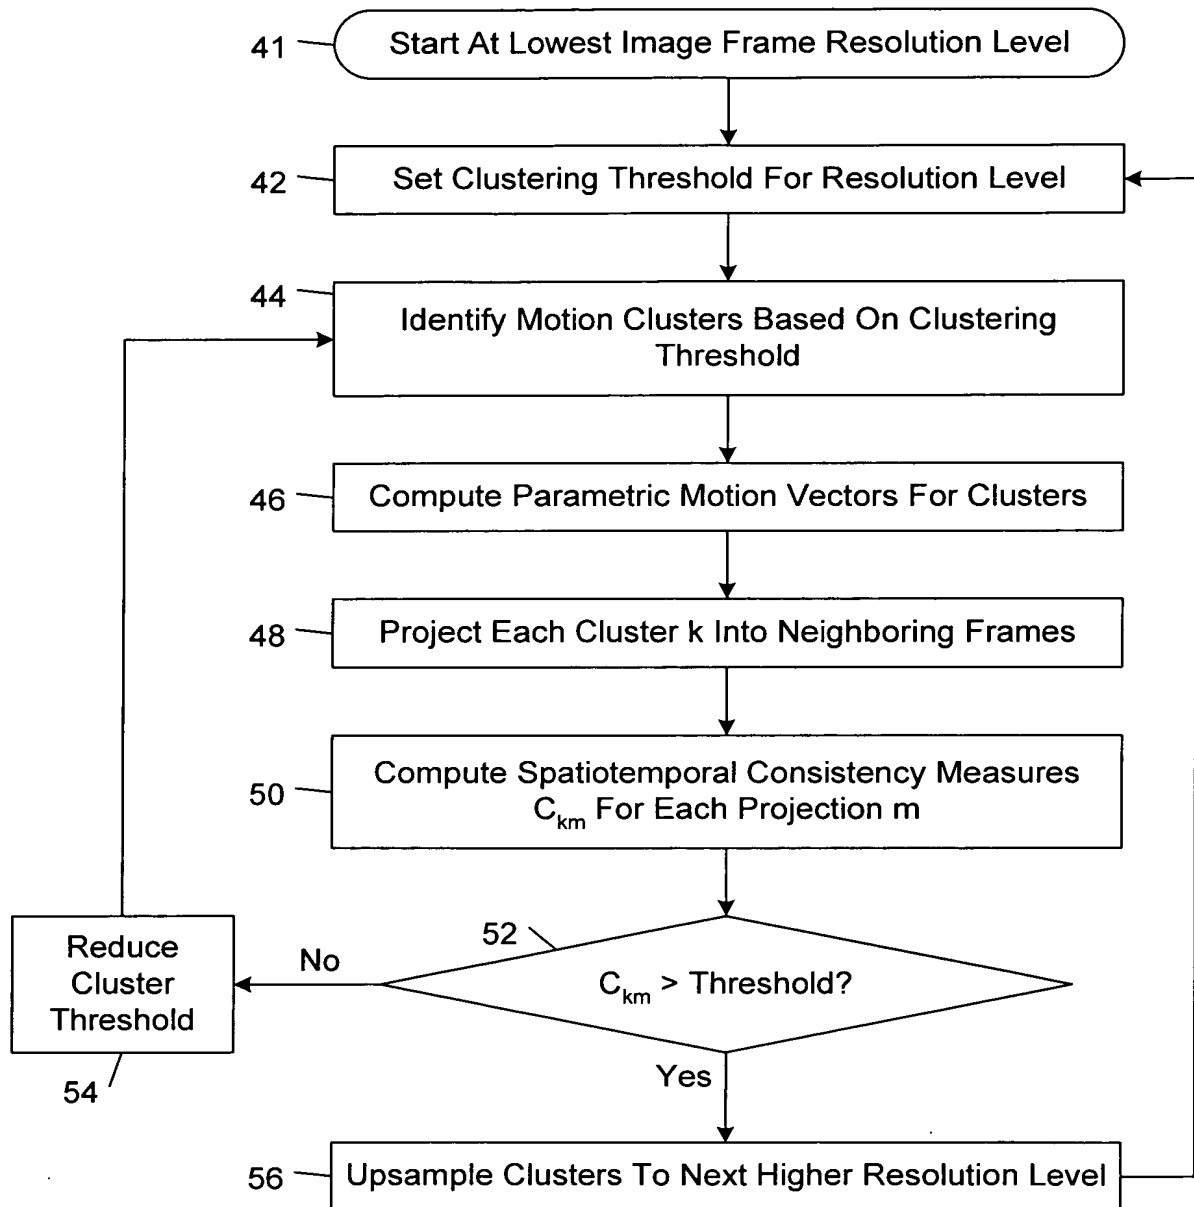 41
Start At Lowest Image Frame Resolution Level
42
Set Clustering Threshold For Resolution Level
44
Identify Motion Clusters Based On Clustering
Threshold
46
Compute Parametric Motion Vectors For Clusters
48
Project Each Cluster k Into Neighboring Frames
50
Compute Spatiotemporal Consistency Measures
Ckm For Each Projection m
52
Ckm > Threshold?
No
Reduce
Cluster
Threshold
54
Yes
56
Upsample Clusters To Next Higher Resolution Level